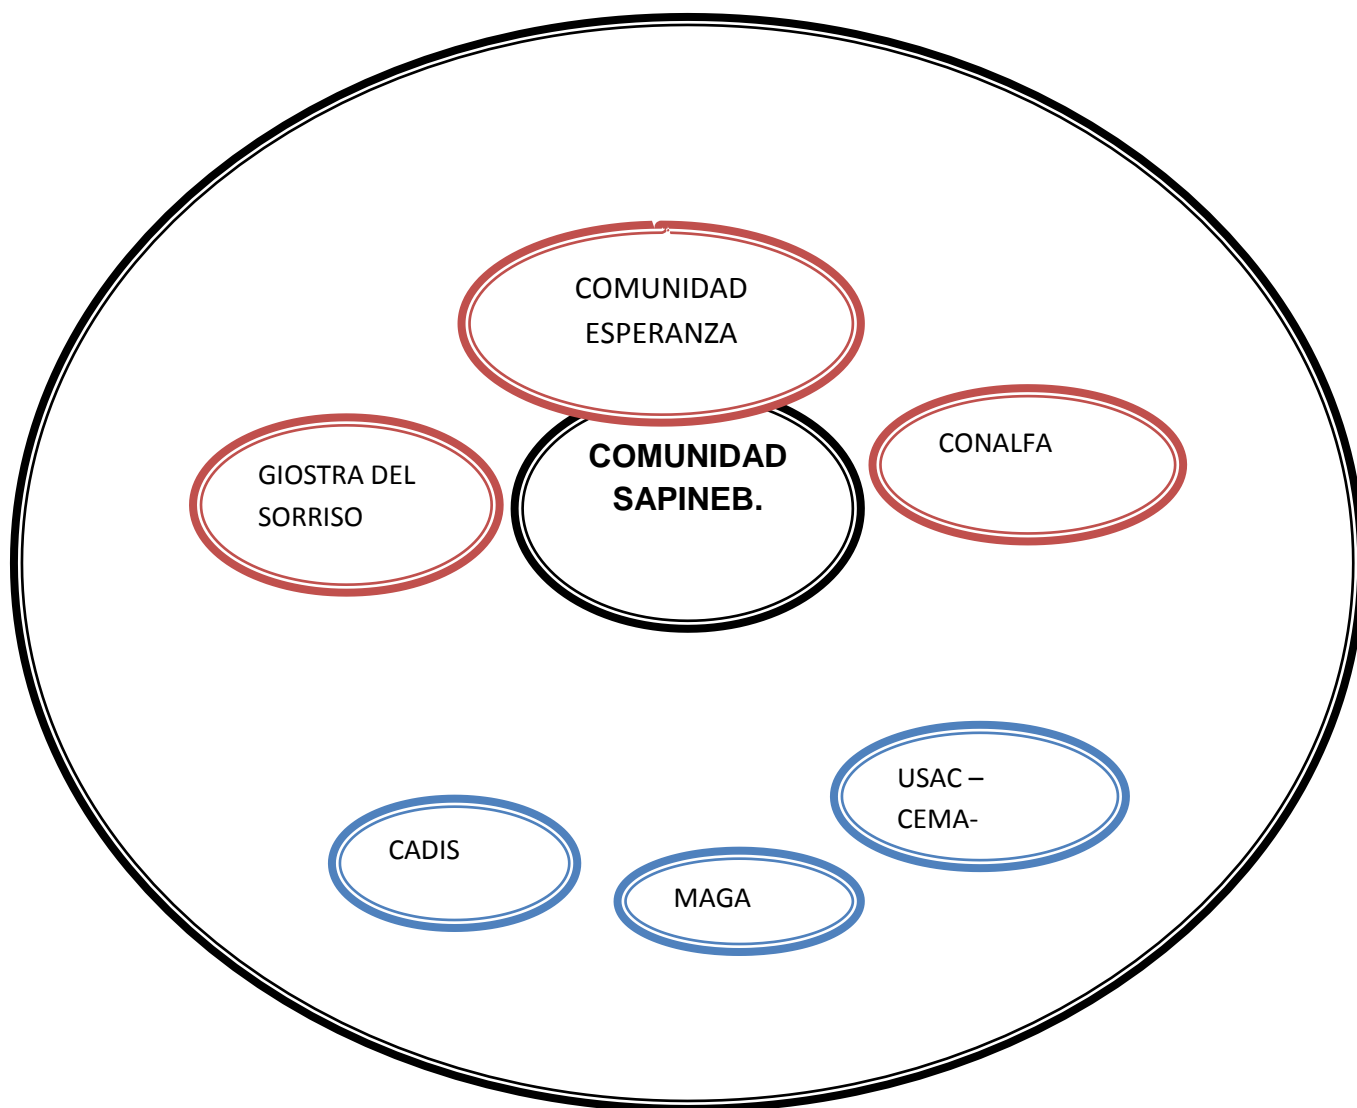 COMUNIDAD
ESPERANZA
CONALFA
COMUNIDAD
SAPINEB.
GIOSTRA DEL
SORRISO
USAC –
CEMA-
CADIS
MAGA